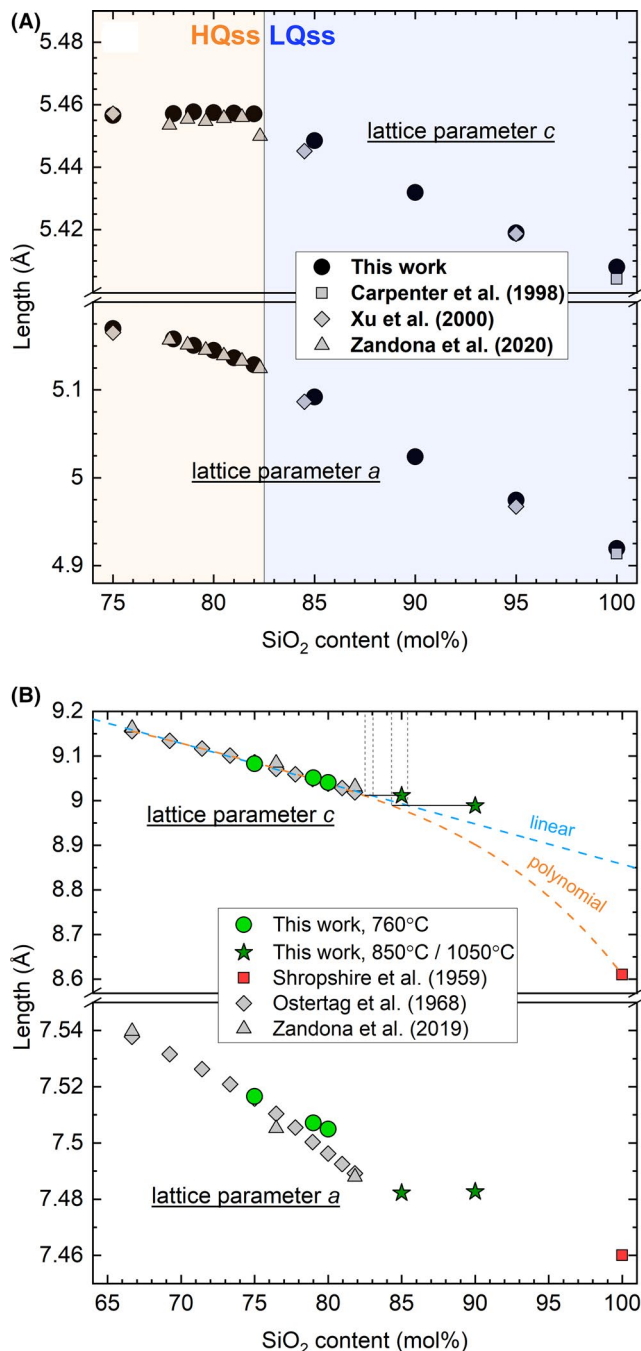 (A)
HQss LQss
5.48
5.46
5.44
5.42
5.1
5
4.9
Length (Å)
lattice parameter c
This work
Carpenter et al. (1998)
Xu et al. (2000)
Zandona et al. (2020)
lattice parameter a
75 80 85 90 95 100
SiO₂ content (mol%)
(B)
9.2
9.1
9
8.9
8.8
8.7
8.6
7.54
7.52
7.5
7.48
7.46
Length (Å)
lattice parameter c
linear
polynomial
This work, 760°C
This work, 850°C / 1050°C
Shropshire et al. (1959)
Ostertag et al. (1968)
Zandona et al. (2019)
lattice parameter a
65 70 75 80 85 90 95 100
SiO₂ content (mol%)